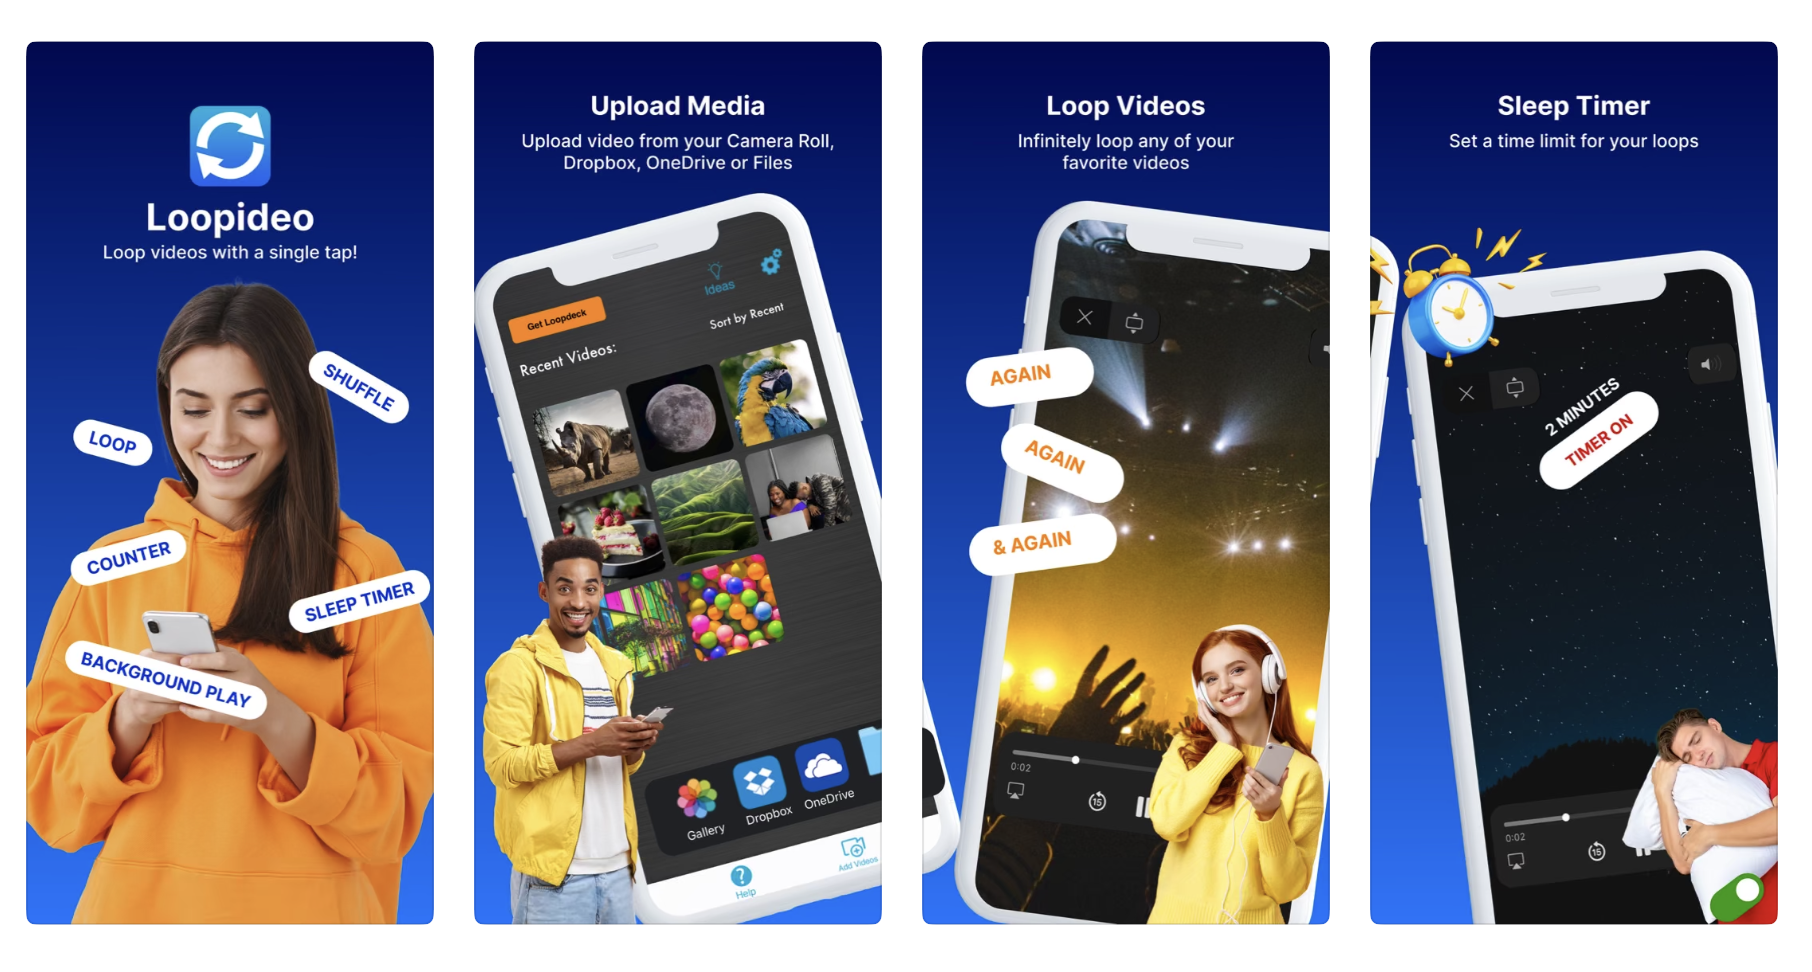 Loopideo
Loop videos with a single tap!
SHUFFLE
LOOP
COUNTER
SLEEP TIMER
BACKGROUND PLAY
Upload Media
Upload video from your Camera Roll,
Dropbox, OneDrive or Files
Ideas
Get Loopdeck
Sort by Recent
Recent Videos:
Gallery
Dropbox
OneDrive
Help
Add Videos
Loop Videos
Infinitely loop any of your
favorite videos
AGAIN
AGAIN
& AGAIN
0:02
15
Sleep Timer
Set a time limit for your loops
2 MINUTES
TIMER ON
0:02
15